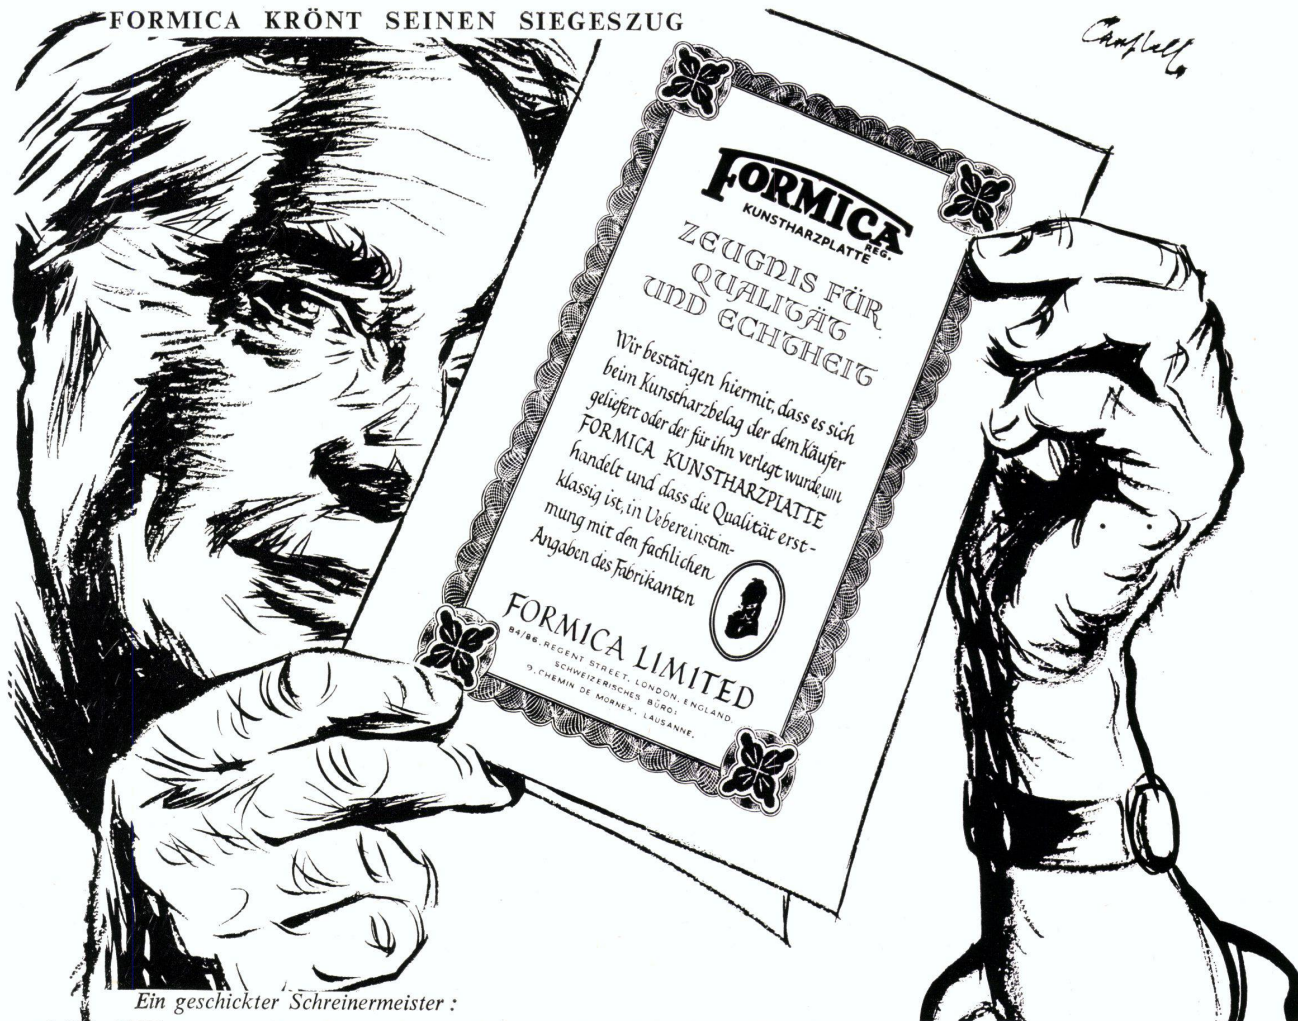 FORMICA KRÖNT SEINEN SIEGESZUG
Campbell
FORMICA
REG.
KUNSTHARZPLATTE
ZEUGNIS FÜR
QUALITÄT
UND ECHTHEIT
Wir bestätigen hiermit, dass es sich
beim Kunstharzbelag der dem Käufer
geliefert oder der für ihn verlegt wurde um
FORMICA KUNSTHARZPLATTE
handelt und dass die Qualität erst-
klassig ist, in Uebereinstim-
mung mit den fachlichen
Angaben des Fabrikanten
FORMICA LIMITED
84/86, REGENT STREET, LONDON, ENGLAND.
SCHWEIZERISCHES BÜRO:
9, CHEMIN DE MORNEX, LAUSANNE.
Ein geschickter Schreinermeister :